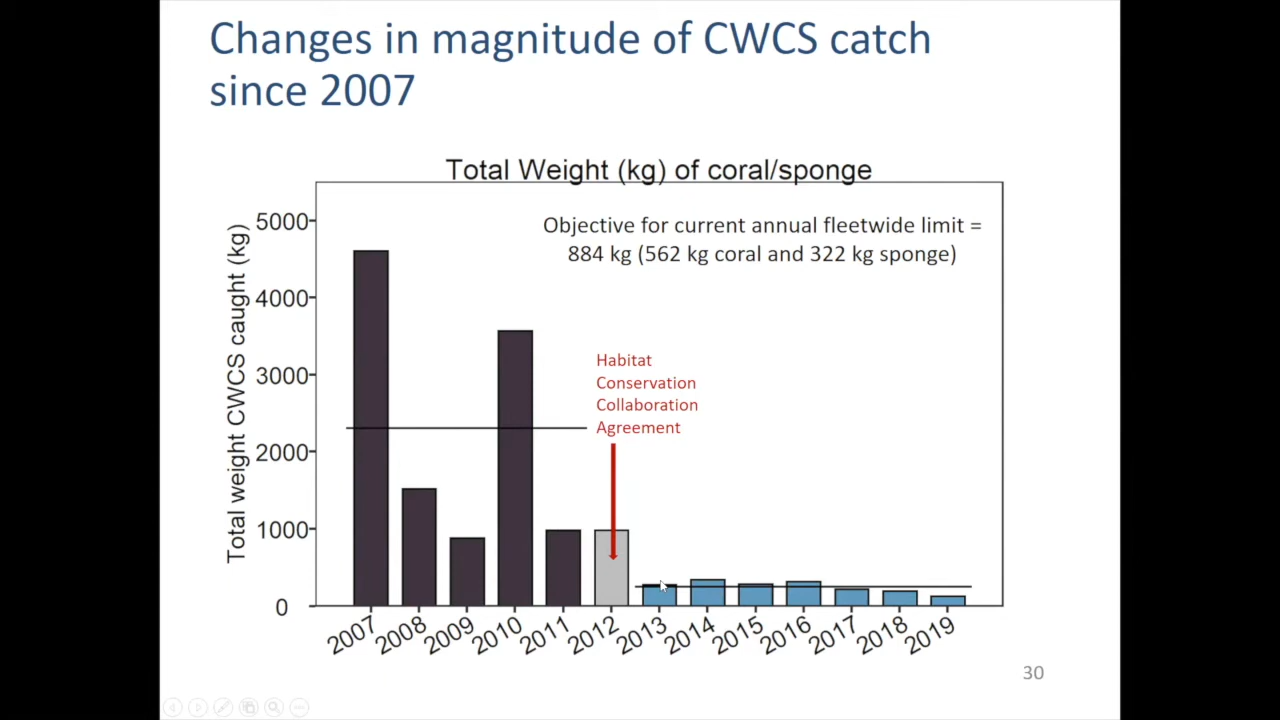 Changes in magnitude of CWCS catch
since 2007
Total Weight (kg) of coral/sponge
Objective for current annual fleetwide limit =
884 kg (562 kg coral and 322 kg sponge)
Total weight CWCS caught (kg)
5000
4000
3000
2000
1000
0
Habitat
Conservation
Collaboration
Agreement
2007
2008
2009
2010
2011
2012
2013
2014
2015
2016
2017
2018
2019
30